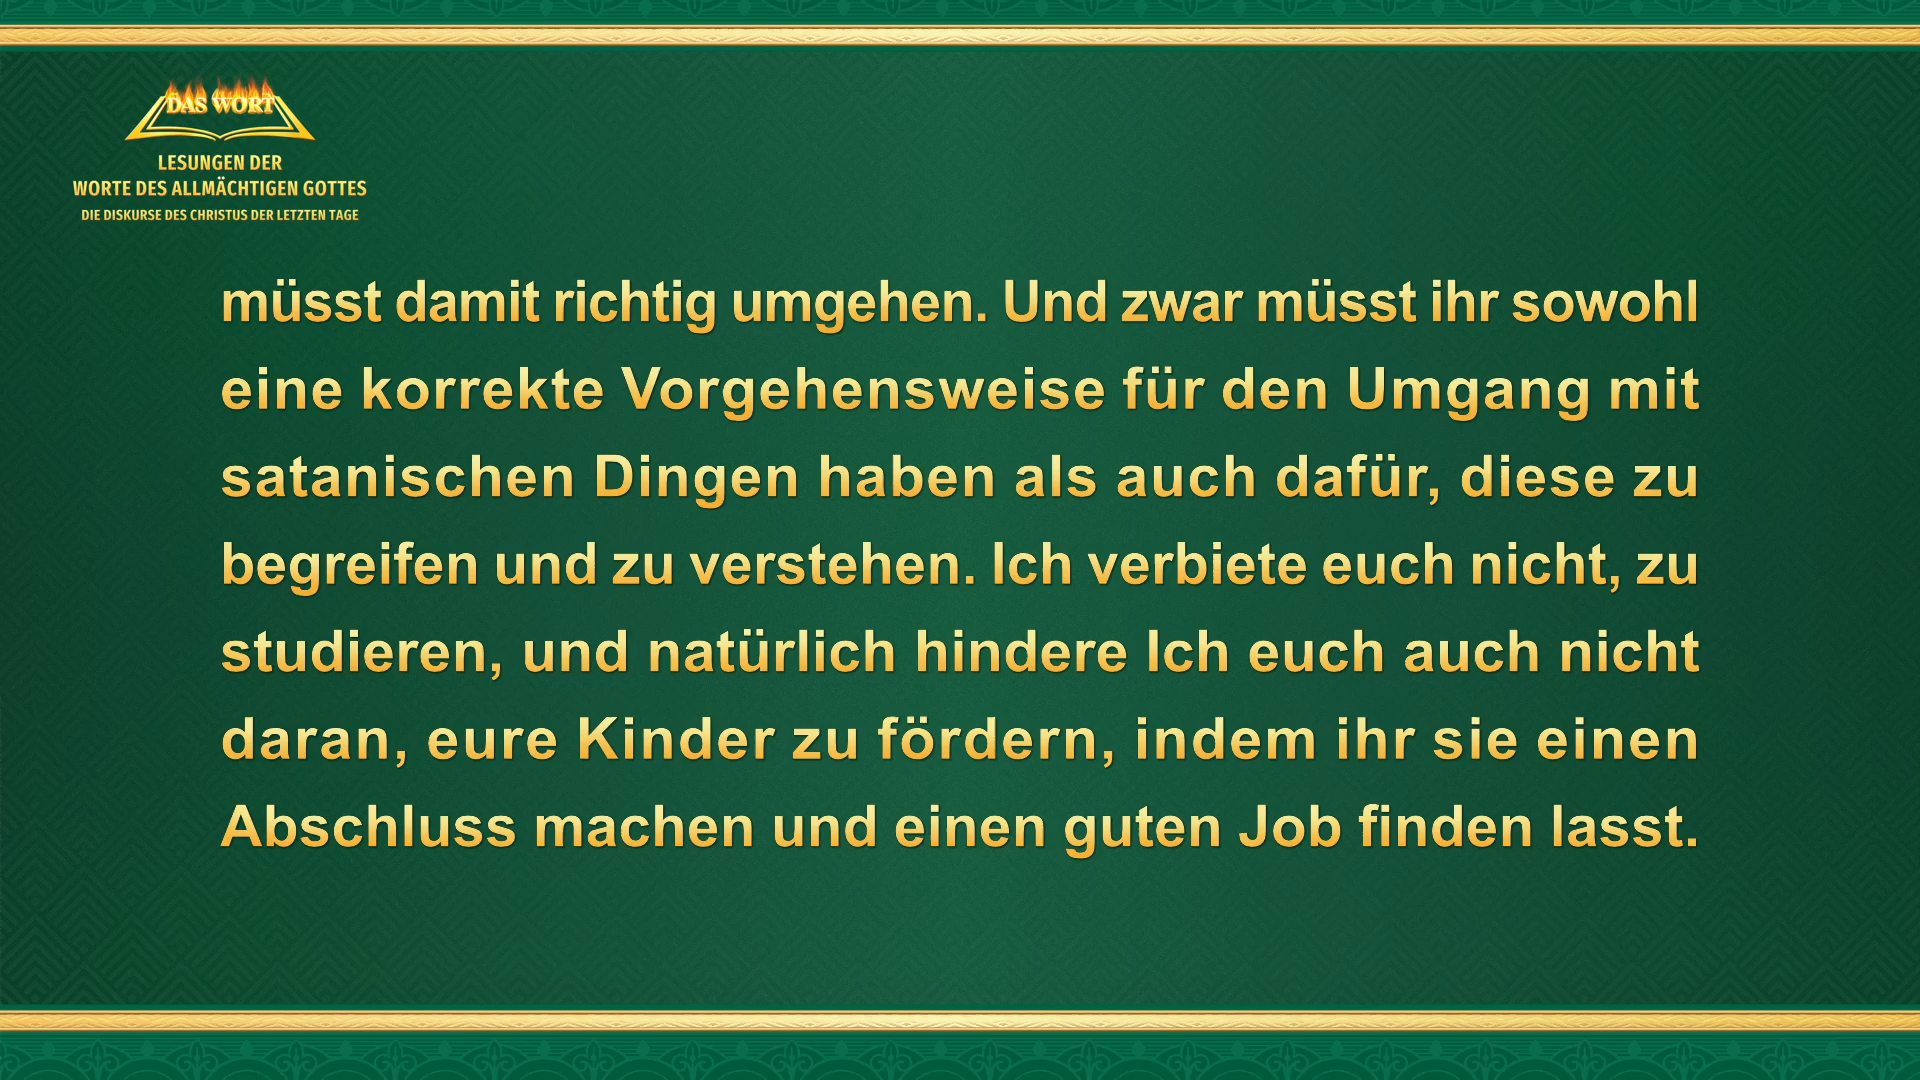 DAS WORT
LESUNGEN DER
WORTE DES ALLMÄCHTIGEN GOTTES
DIE DISKURSE DES CHRISTUS DER LETZTEN TAGE
müsst damit richtig umgehen. Und zwar müsst ihr sowohl
eine korrekte Vorgehensweise für den Umgang mit
satanischen Dingen haben als auch dafür, diese zu
begreifen und zu verstehen. Ich verbiete euch nicht, zu
studieren, und natürlich hindere Ich euch auch nicht
daran, eure Kinder zu fördern, indem ihr sie einen
Abschluss machen und einen guten Job finden lasst.